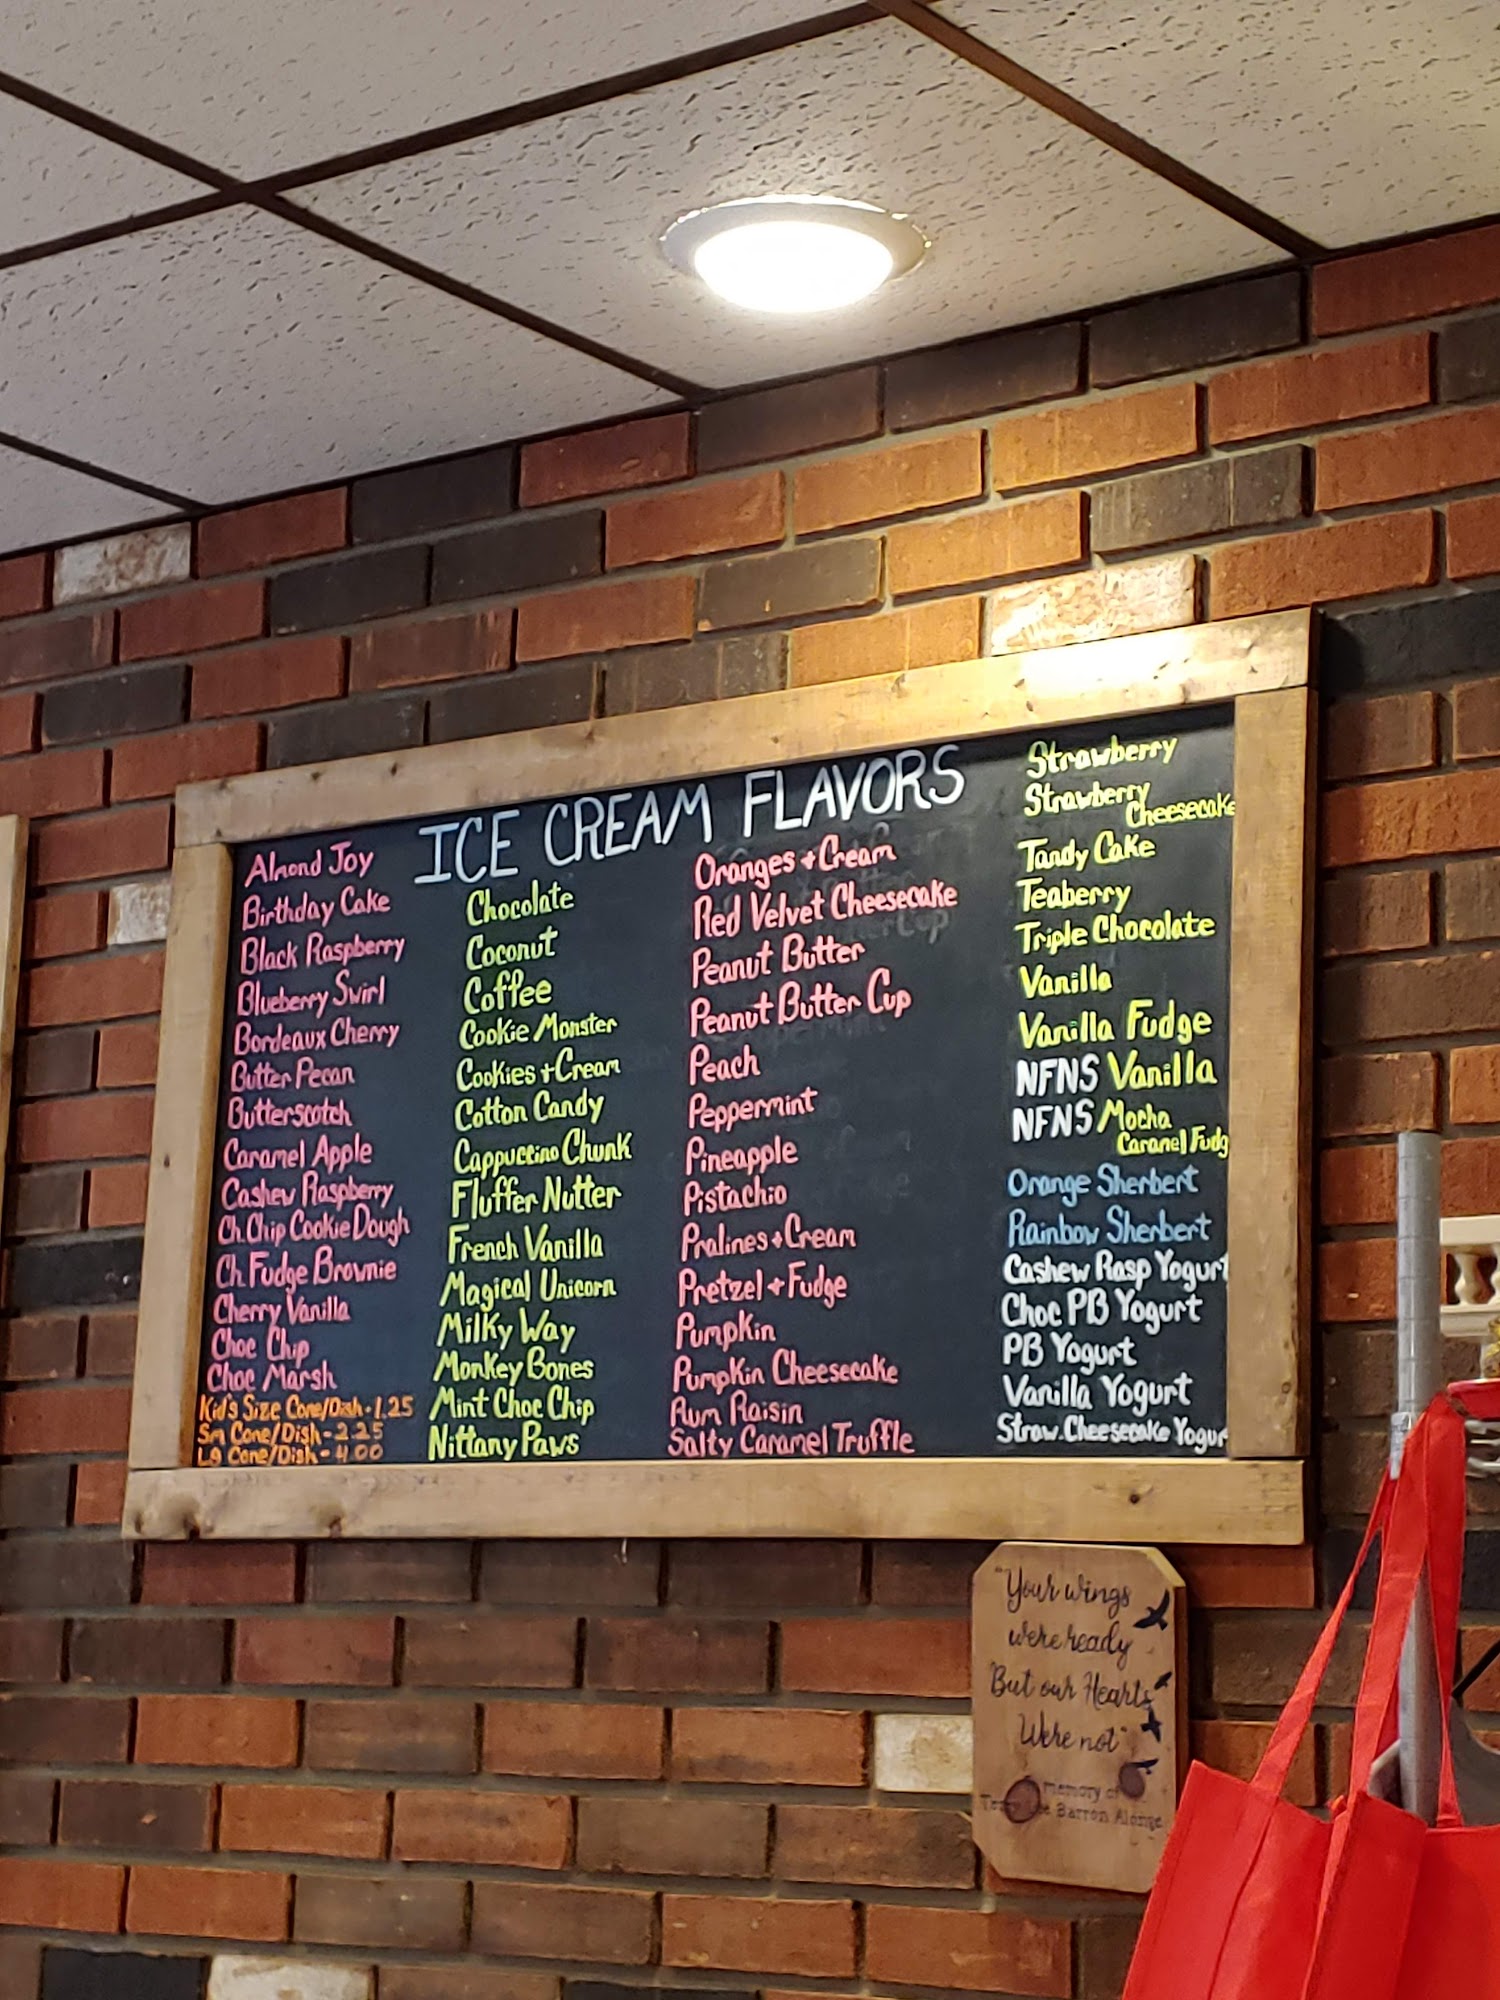 ICE CREAM FLAVORS
Almond Joy
Birthday Cake
Black Raspberry
Blueberry Swirl
Bordeaux Cherry
Butter Pecan
Butterscotch
Caramel Apple
Cashew Raspberry
Ch. Chip Cookie Dough
Ch. Fudge Brownie
Cherry Vanilla
Choc Chip
Choc Marsh
Kid's Size Cone/Dish - 1.25
Sm Cone/Dish - 2.25
Lg Cone/Dish - 4.00
Chocolate
Coconut
Coffee
Cookie Monster
Cookies + Cream
Cotton Candy
Cappuccino Chunk
Fluffer Nutter
French Vanilla
Magical Unicorn
Milky Way
Monkey Bones
Mint Choc Chip
Nittany Paws
Oranges + Cream
Red Velvet Cheesecake
Peanut Butter
Peanut Butter Cup
Peach
Peppermint
Pineapple
Pistachio
Pralines + Cream
Pretzel + Fudge
Pumpkin
Pumpkin Cheesecake
Rum Raisin
Salty Caramel Truffle
Strawberry
Strawberry
Cheesecake
Tandy Cake
Teaberry
Triple Chocolate
Vanilla
Vanilla Fudge
NFNS Vanilla
NFNS Mocha
Caramel Fudg
Orange Sherbert
Rainbow Sherbert
Cashew Rasp Yogurt
Choc PB Yogurt
PB Yogurt
Vanilla Yogurt
Straw. Cheesecake Yogur
"Your wings
were ready
But our Hearts
Were not"
Memory of
Barron Alonge